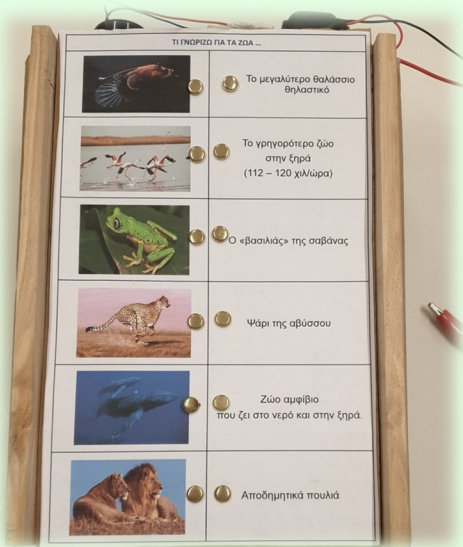 ΤΙ ΓΝΩΡΙΖΩ ΓΙΑ ΤΑ ΖΩΑ ...
Το μεγαλύτερο θαλάσσιο
θηλαστικό
Το γρηγορότερο ζώο
στην ξηρά
(112 – 120 χιλ/ώρα)
Ο «βασιλιάς» της σαβάνας
Ψάρι της αβύσσου
Ζώο αμφίβιο
που ζει στο νερό και στην ξηρά.
Αποδημητικά πουλιά